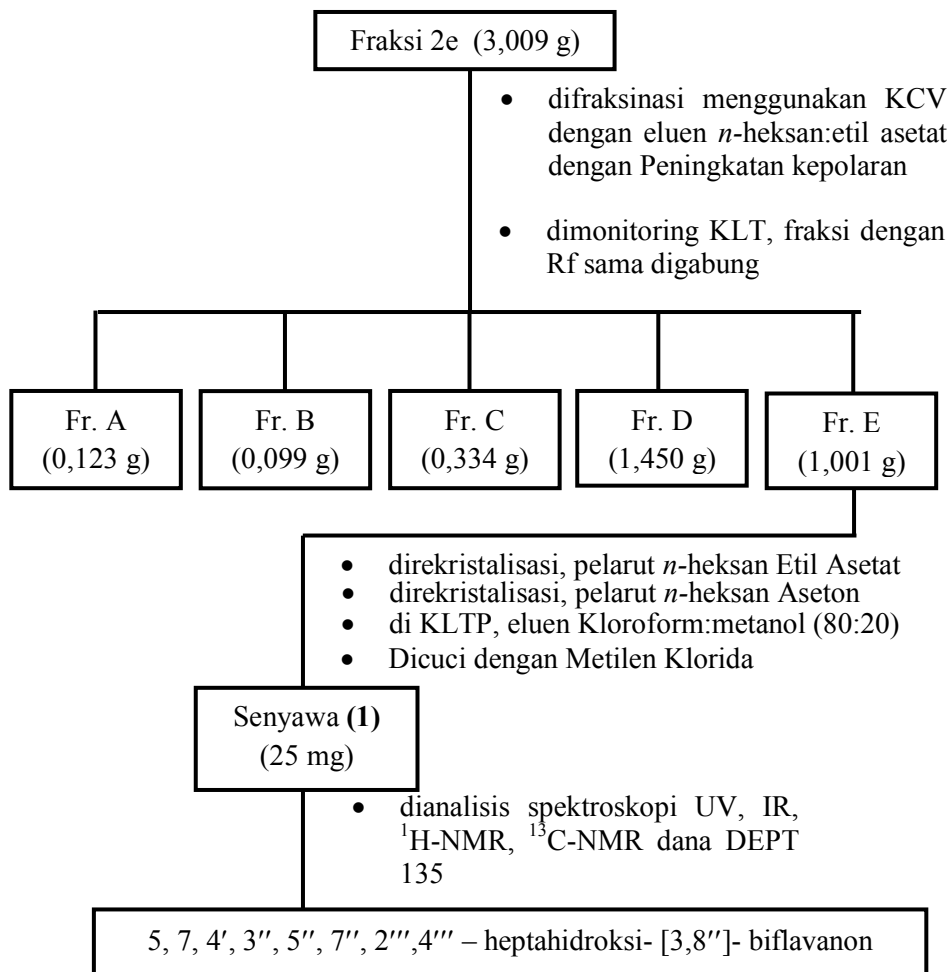 Fraksi 2e (3,009 g)
• difraksinasi menggunakan KCV
dengan eluen n-heksan:etil asetat
dengan Peningkatan kepolaran
• dimonitoring KLT, fraksi dengan
Rf sama digabung
Fr. A
(0,123 g)
Fr. B
(0,099 g)
Fr. C
(0,334 g)
Fr. D
(1,450 g)
Fr. E
(1,001 g)
• direkristalisasi, pelarut n-heksan Etil Asetat
• direkristalisasi, pelarut n-heksan Aseton
• di KLTP, eluen Kloroform:metanol (80:20)
• Dicuci dengan Metilen Klorida
Senyawa (1)
(25 mg)
• dianalisis spektroskopi UV, IR,
¹H-NMR, ¹³C-NMR dana DEPT
135
5, 7, 4′, 3′′, 5′′, 7′′, 2′′′,4′′′ – heptahidroksi- [3,8′′]- biflavanon